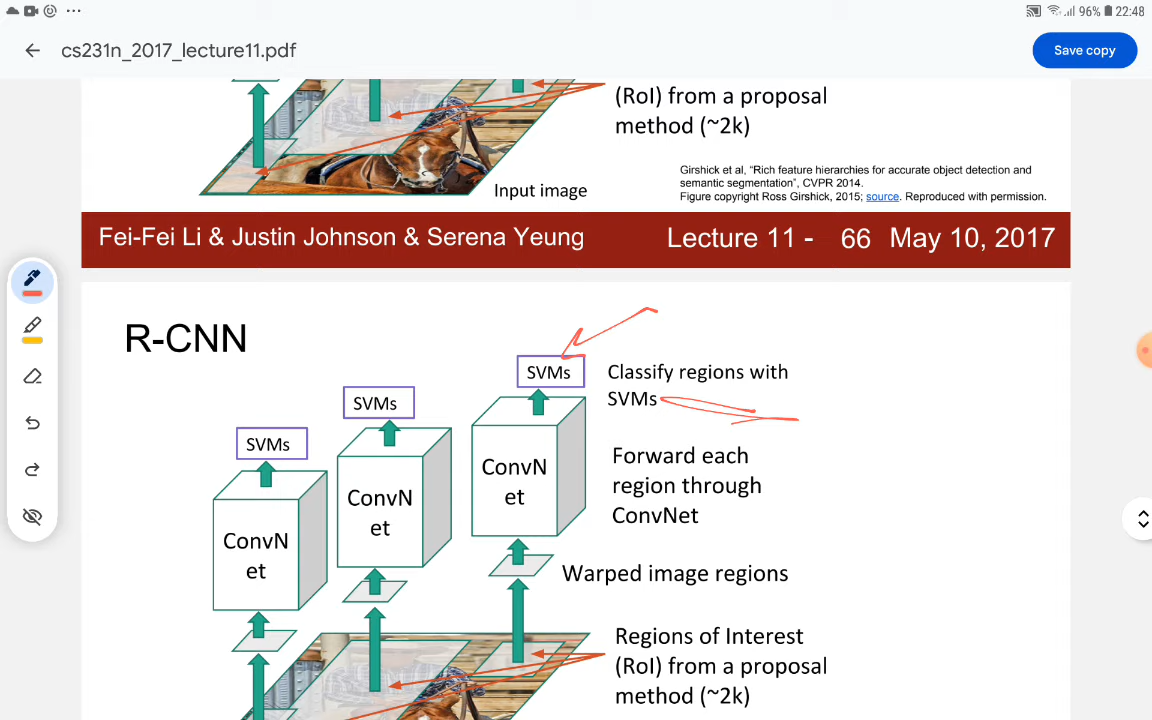 96% 22:48
cs231n_2017_lecture11.pdf
Save copy
(RoI) from a proposal
method (~2k)
Girshick et al, “Rich feature hierarchies for accurate object detection and
semantic segmentation”, CVPR 2014.
Figure copyright Ross Girshick, 2015; source. Reproduced with permission.
Input image
Fei-Fei Li & Justin Johnson & Serena Yeung Lecture 11 - 66 May 10, 2017
R-CNN
SVMs
Classify regions with
SVMs
SVMs
SVMs
ConvN
et
Forward each
region through
ConvNet
ConvN
et
ConvN
et
Warped image regions
Regions of Interest
(RoI) from a proposal
method (~2k)